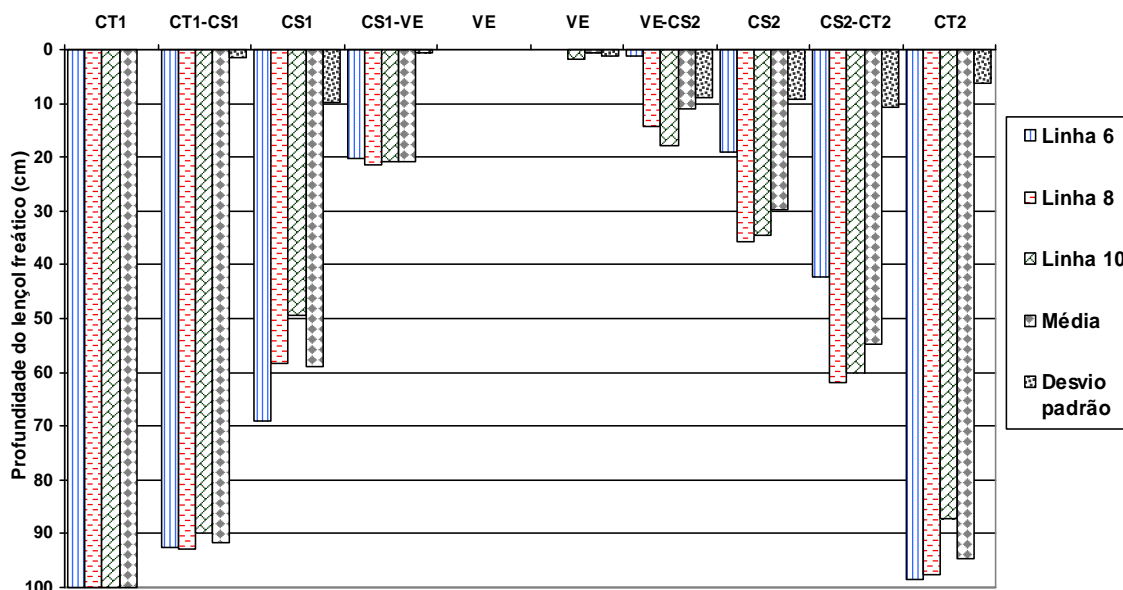 CT1 CT1-CS1 CS1 CS1-VE VE VE VE-CS2 CS2 CS2-CT2 CT2
Profundidade do lençol freático (cm)
0
10
20
30
40
50
60
70
80
90
100
Linha 6
Linha 8
Linha 10
Média
Desvio
padrão